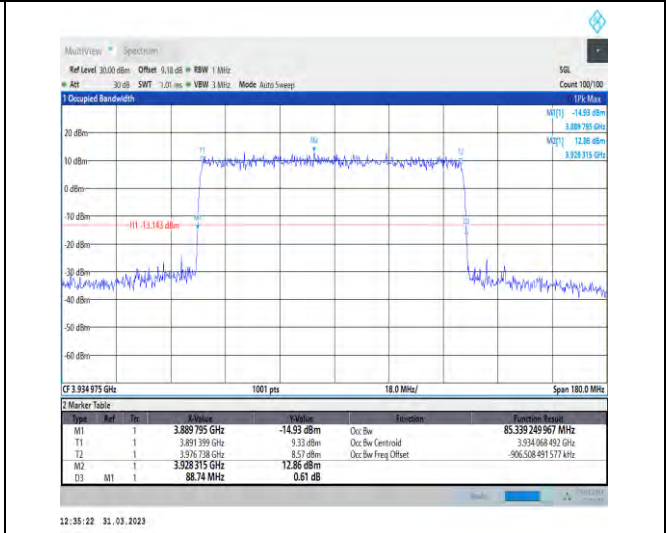 MultiView Spectrum
Ref Level 30.00 dBm Offset 9.18 dB RBW 1 MHz SGL
Att 30 dB SWT 1.01 ms VBW 3 MHz Mode Auto Sweep Count 100/100
1 Occupied Bandwidth 1Pk Max
M1[1] -14.93 dBm
3.889 795 GHz
M2[1] 12.86 dBm
3.928 315 GHz
20 dBm
T1 M2 T2
10 dBm
0 dBm
-10 dBm
M1 D3
H1 -13.143 dBm
-20 dBm
-30 dBm
-40 dBm
-50 dBm
-60 dBm
CF 3.934 975 GHz 1001 pts 18.0 MHz/ Span 180.0 MHz
2 Marker Table
Type Ref Trc X-Value Y-Value Function Function Result
M1 1 3.889 795 GHz -14.93 dBm Occ Bw 85.339 249 967 MHz
T1 1 3.891 399 GHz 9.33 dBm Occ Bw Centroid 3.934 068 492 GHz
T2 1 3.976 738 GHz 8.57 dBm Occ Bw Freq Offset -906.508 491 577 kHz
M2 1 3.928 315 GHz 12.86 dBm
D3 M1 1 88.74 MHz 0.61 dB
Ready
12:35:22 31.03.2023